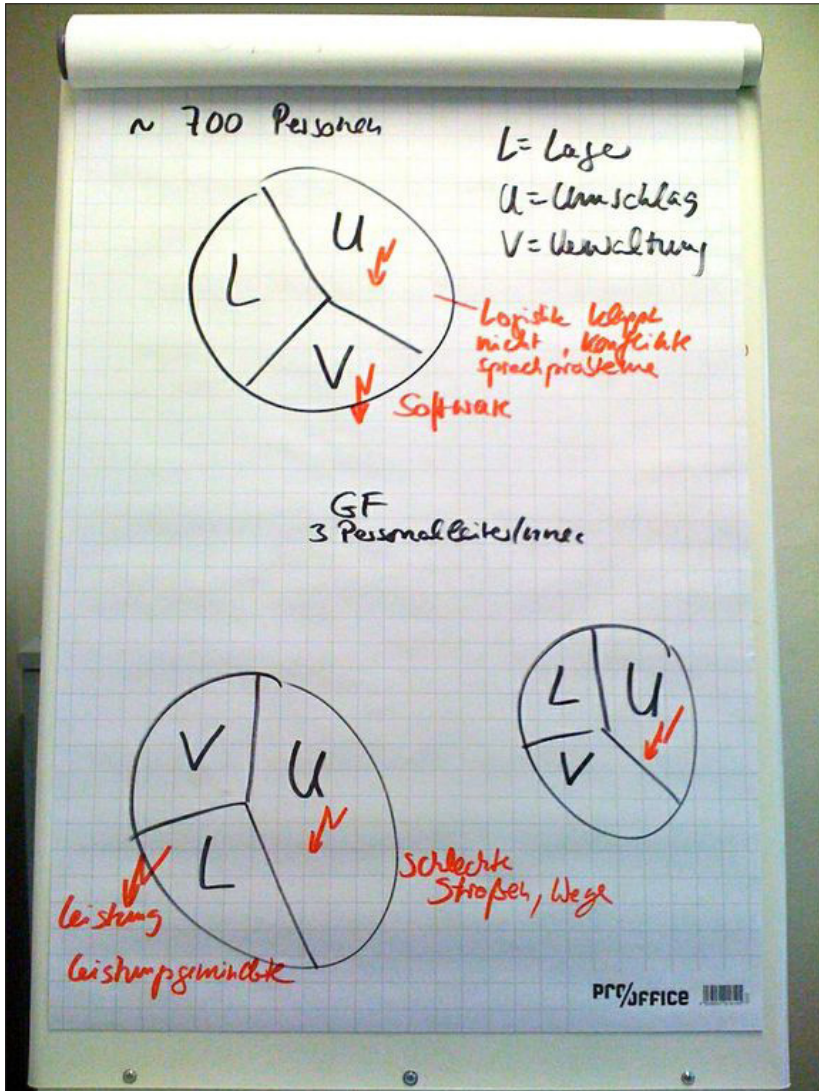 ~ 700 Personen
L = Lager
U = Umschlag
V = Verwaltung
L
U
V
Logistik klappt
nicht, Konflikte
sprachprobleme
Software
GF
3 Personalleiter/innen
L
U
V
V
U
L
schlechte
Straßen, Wege
Leistung
leistungsgeminderte
PRO/OFFICE